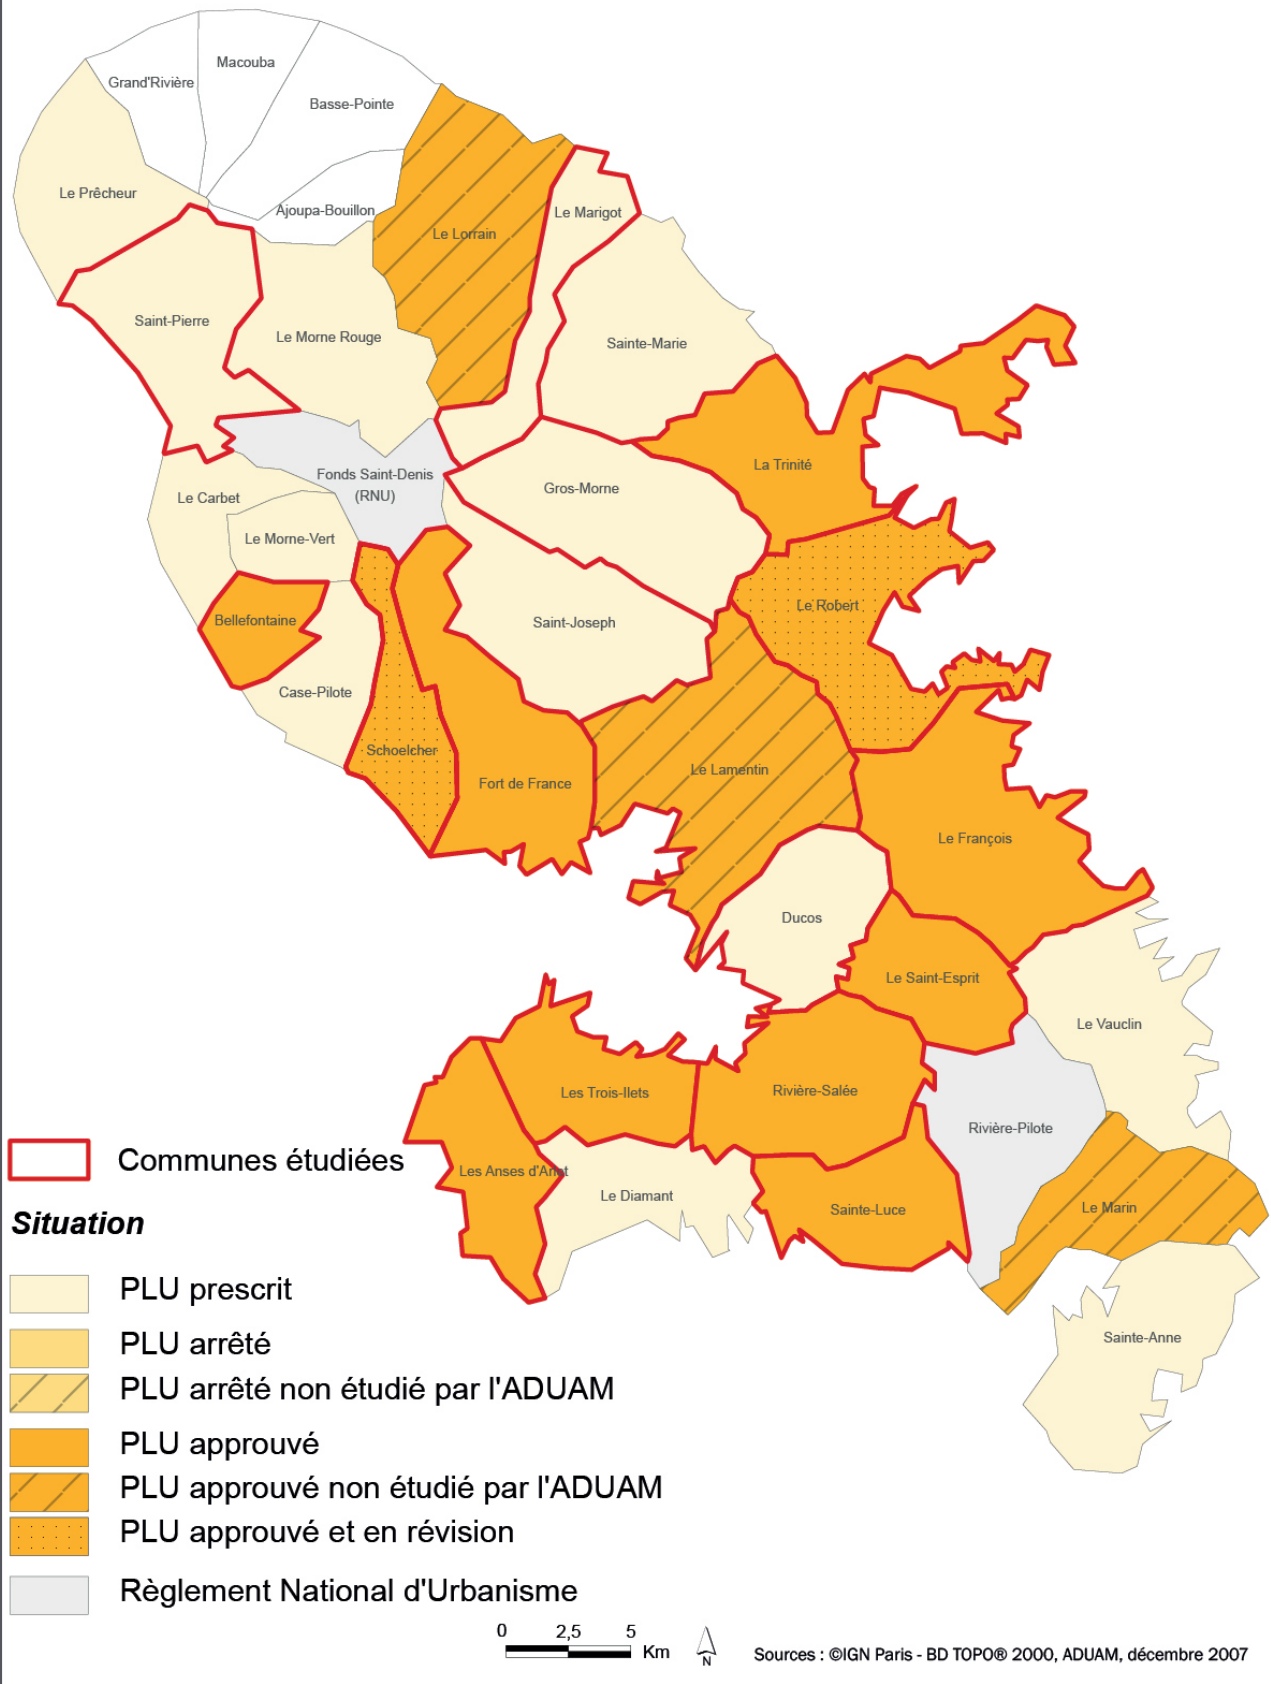 Macouba
Grand'Rivière
Basse-Pointe
Le Prêcheur
Ajoupa-Bouillon
Le Marigot
Le Lorrain
Saint-Pierre
Le Morne Rouge
Sainte-Marie
La Trinité
Fonds Saint-Denis
(RNU)
Gros-Morne
Le Carbet
Le Morne-Vert
Le Robert
Bellefontaine
Saint-Joseph
Case-Pilote
Schoelcher
Le Lamentin
Fort de France
Le François
Ducos
Le Saint-Esprit
Le Vauclin
Les Trois-Ilets
Rivière-Salée
Rivière-Pilote
Les Anses d'Arlet
Le Diamant
Sainte-Luce
Le Marin
Sainte-Anne
Communes étudiées
Situation
PLU prescrit
PLU arrêté
PLU arrêté non étudié par l'ADUAM
PLU approuvé
PLU approuvé non étudié par l'ADUAM
PLU approuvé et en révision
Règlement National d'Urbanisme
0 2,5 5
Km
N
Sources : ©IGN Paris - BD TOPO® 2000, ADUAM, décembre 2007